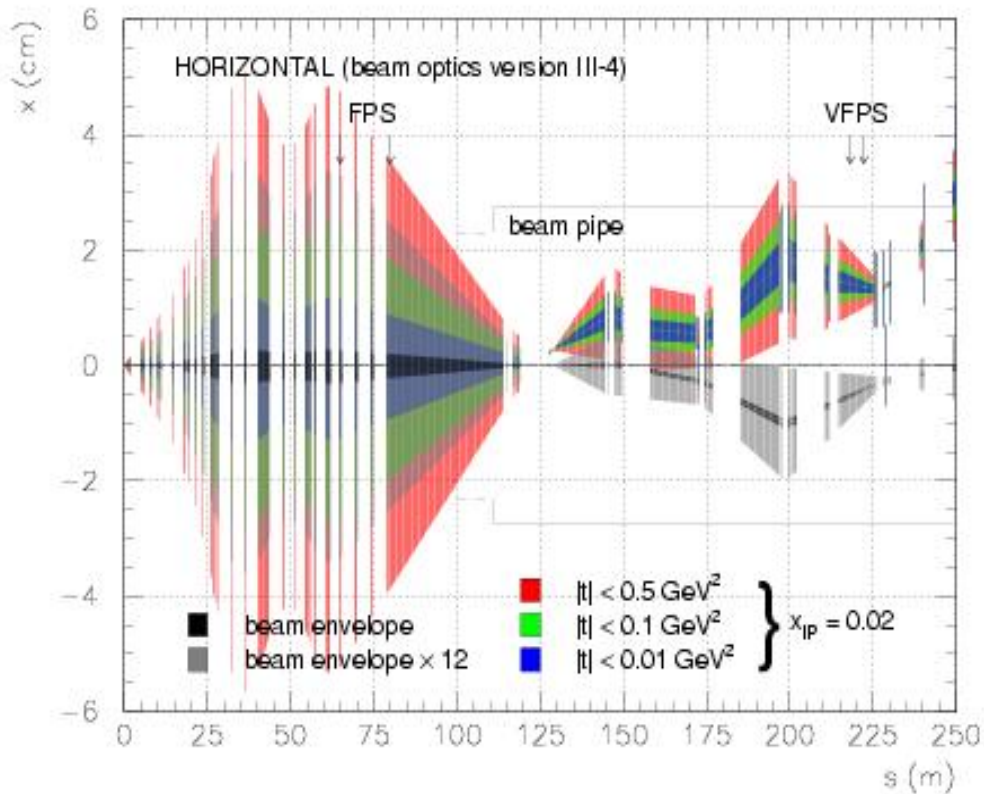 x (cm)
6
4
2
0
−2
−4
−6
HORIZONTAL (beam optics version III-4)
FPS
VFPS
beam pipe
beam envelope
beam envelope × 12
|t| < 0.5 GeV²
|t| < 0.1 GeV²
|t| < 0.01 GeV²
x_IP = 0.02
0 25 50 75 100 125 150 175 200 225 250
s (m)